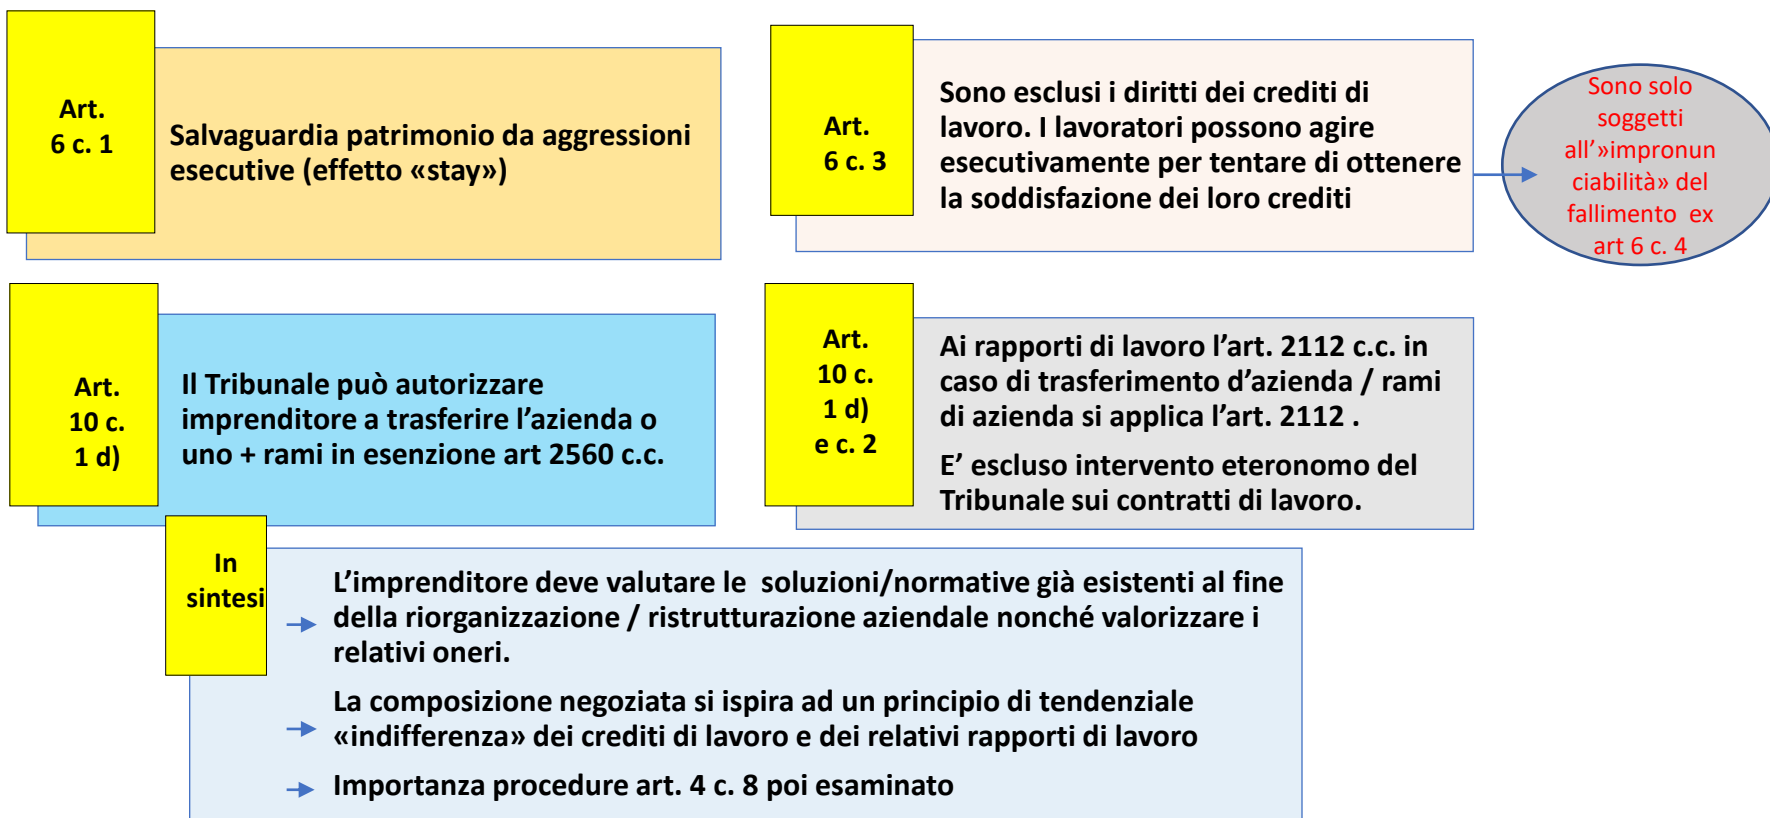 Art.
6 c. 1
Salvaguardia patrimonio da aggressioni
esecutive (effetto «stay»)
Art.
6 c. 3
Sono esclusi i diritti dei crediti di
lavoro. I lavoratori possono agire
esecutivamente per tentare di ottenere
la soddisfazione dei loro crediti
Sono solo
soggetti
all’»impronun
ciabilità» del
fallimento ex
art 6 c. 4
Art.
10 c.
1 d)
Il Tribunale può autorizzare
imprenditore a trasferire l’azienda o
uno + rami in esenzione art 2560 c.c.
Art.
10 c.
1 d)
e c. 2
Ai rapporti di lavoro l’art. 2112 c.c. in
caso di trasferimento d’azienda / rami
di azienda si applica l’art. 2112 .
E’ escluso intervento eteronomo del
Tribunale sui contratti di lavoro.
In
sintesi
L’imprenditore deve valutare le soluzioni/normative già esistenti al fine
della riorganizzazione / ristrutturazione aziendale nonché valorizzare i
relativi oneri.
La composizione negoziata si ispira ad un principio di tendenziale
«indifferenza» dei crediti di lavoro e dei relativi rapporti di lavoro
Importanza procedure art. 4 c. 8 poi esaminato